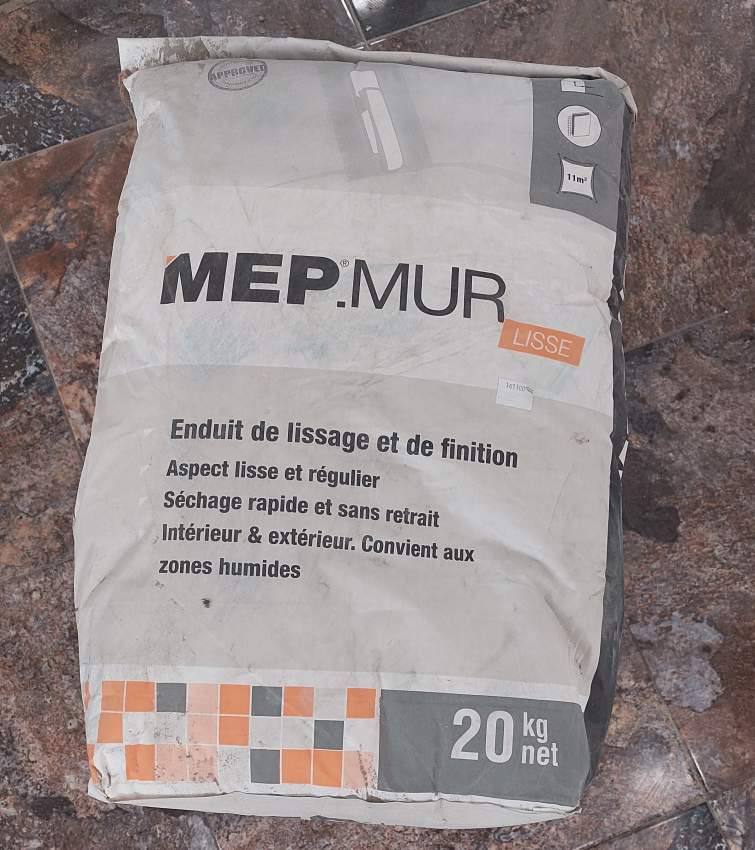 APPROVED
11m²
MEP®.MUR
LISSE
Enduit de lissage et de finition
Aspect lisse et régulier
Séchage rapide et sans retrait
Intérieur & extérieur. Convient aux
zones humides
20 kg
net